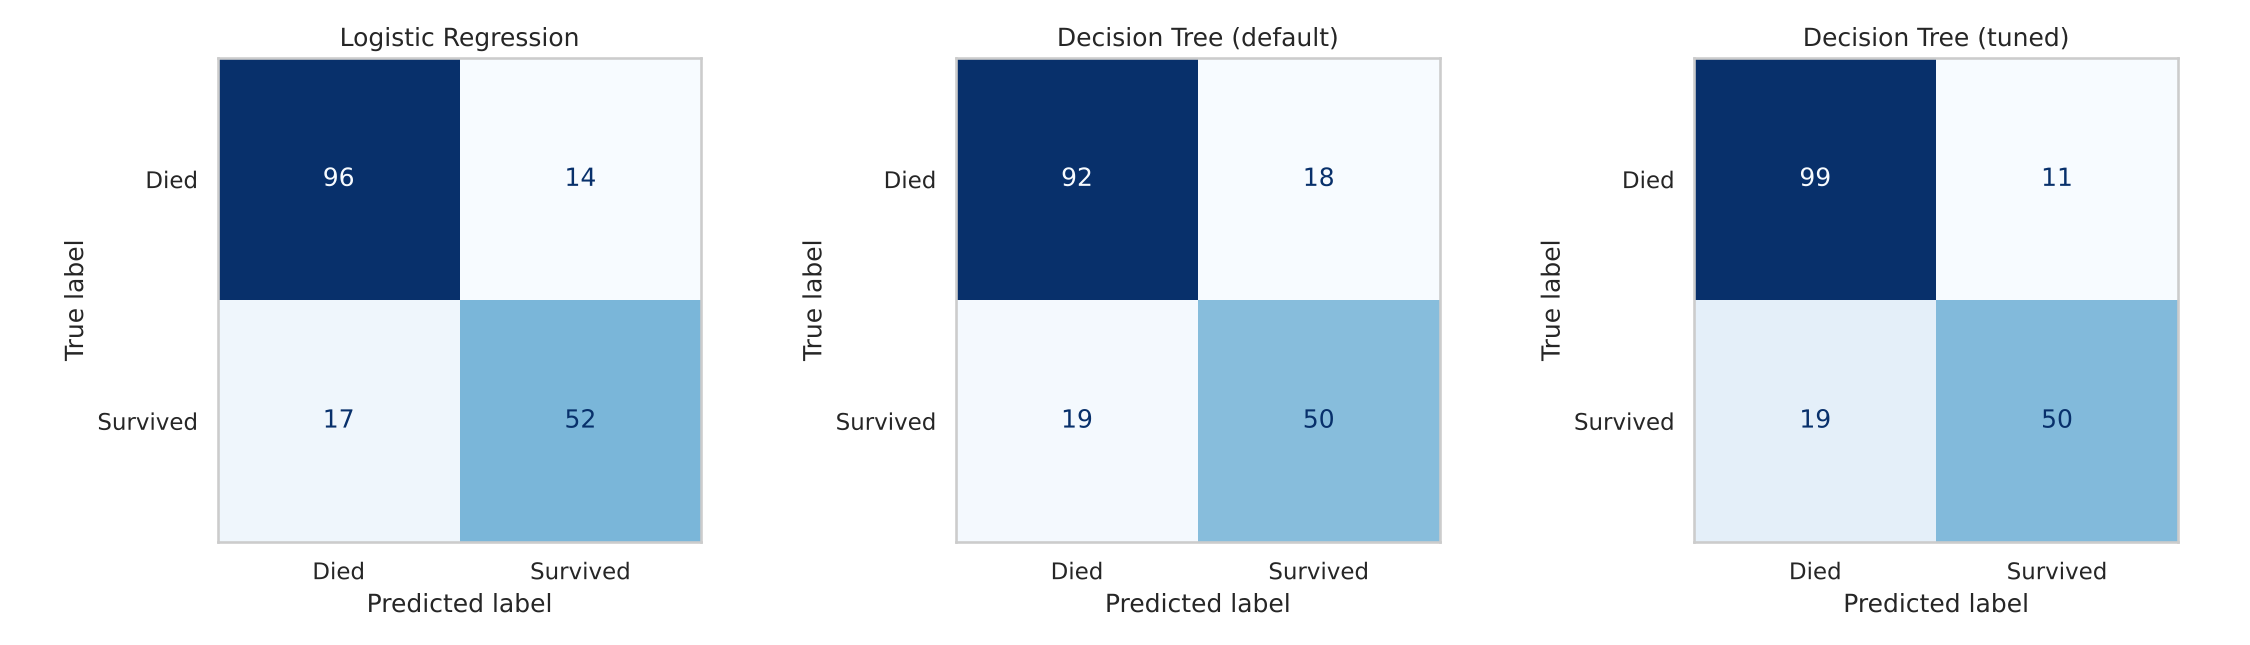 Logistic Regression
True label
Died
96
14
Survived
17
52
Died
Survived
Predicted label
Decision Tree (default)
True label
Died
92
18
Survived
19
50
Died
Survived
Predicted label
Decision Tree (tuned)
True label
Died
99
11
Survived
19
50
Died
Survived
Predicted label